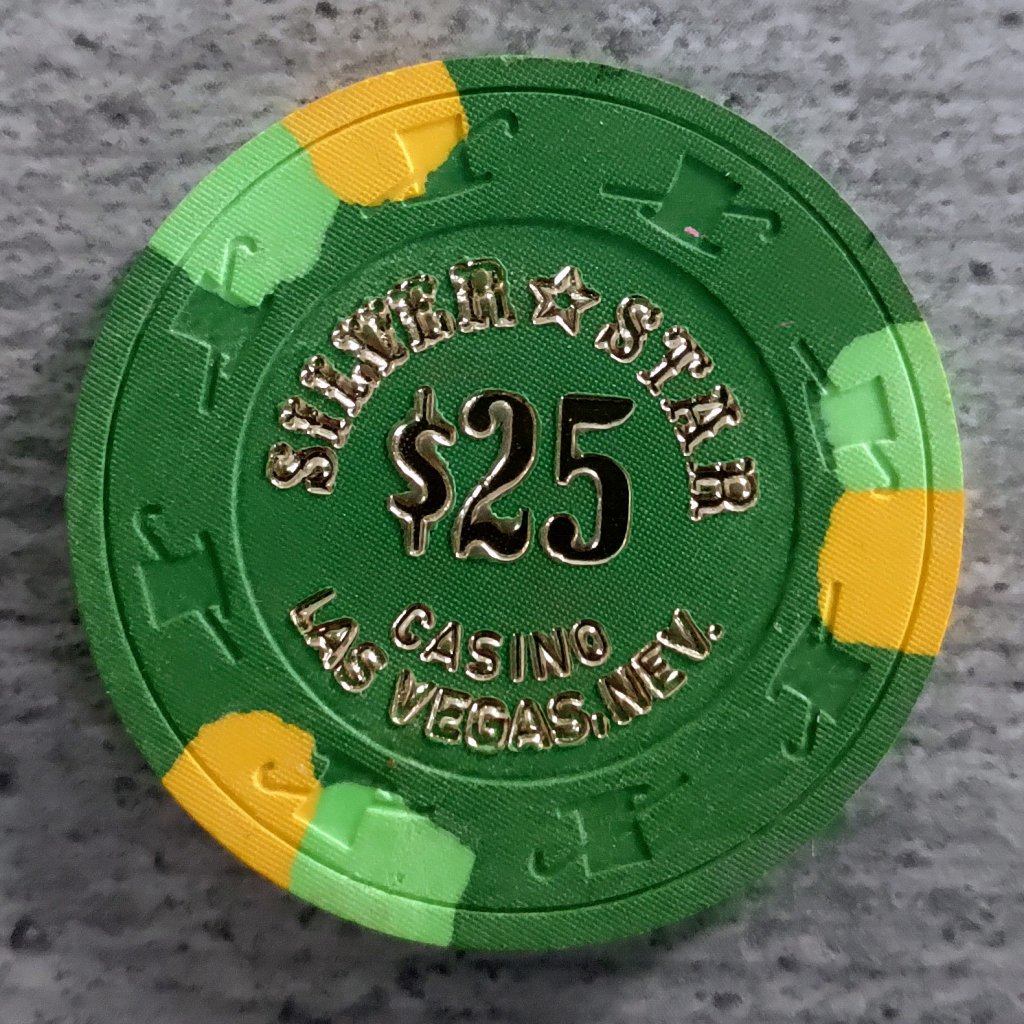 SILVER☆STAR
$25
CASINO
LAS VEGAS, NEV.